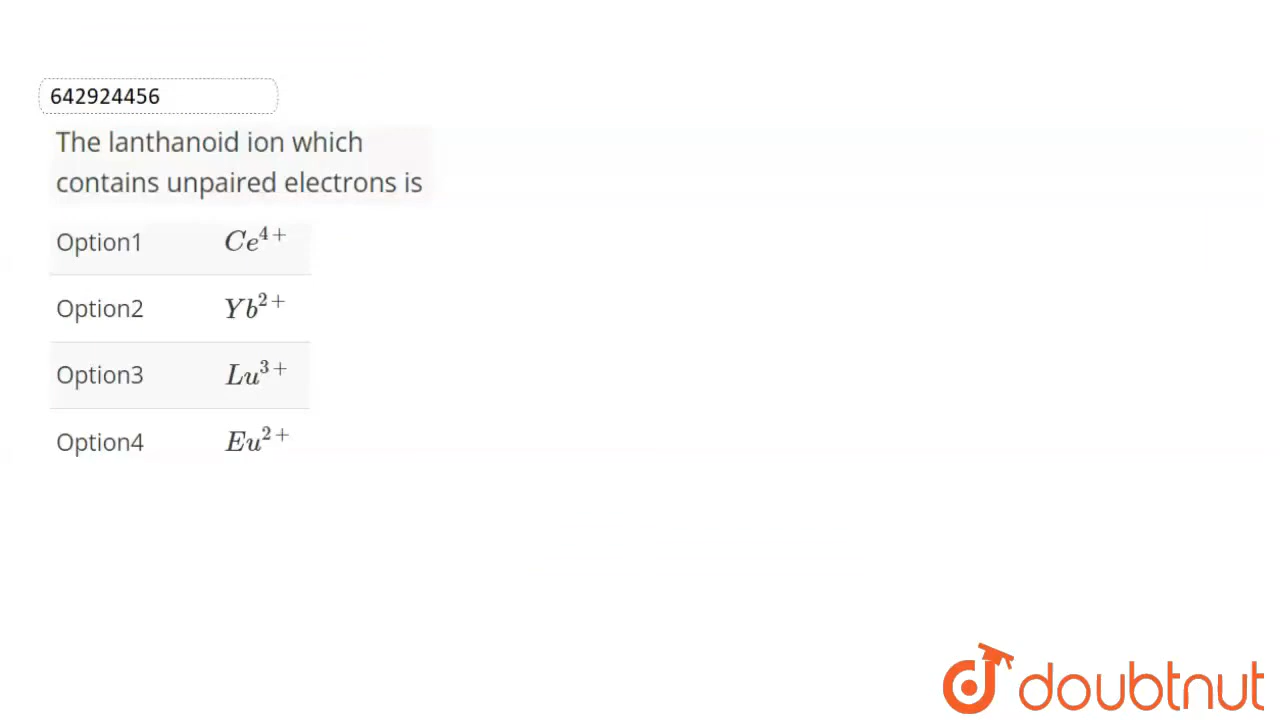 642924456
The lanthanoid ion which
contains unpaired electrons is
Option1 Ce⁴⁺
Option2 Yb²⁺
Option3 Lu³⁺
Option4 Eu²⁺
doubtnut